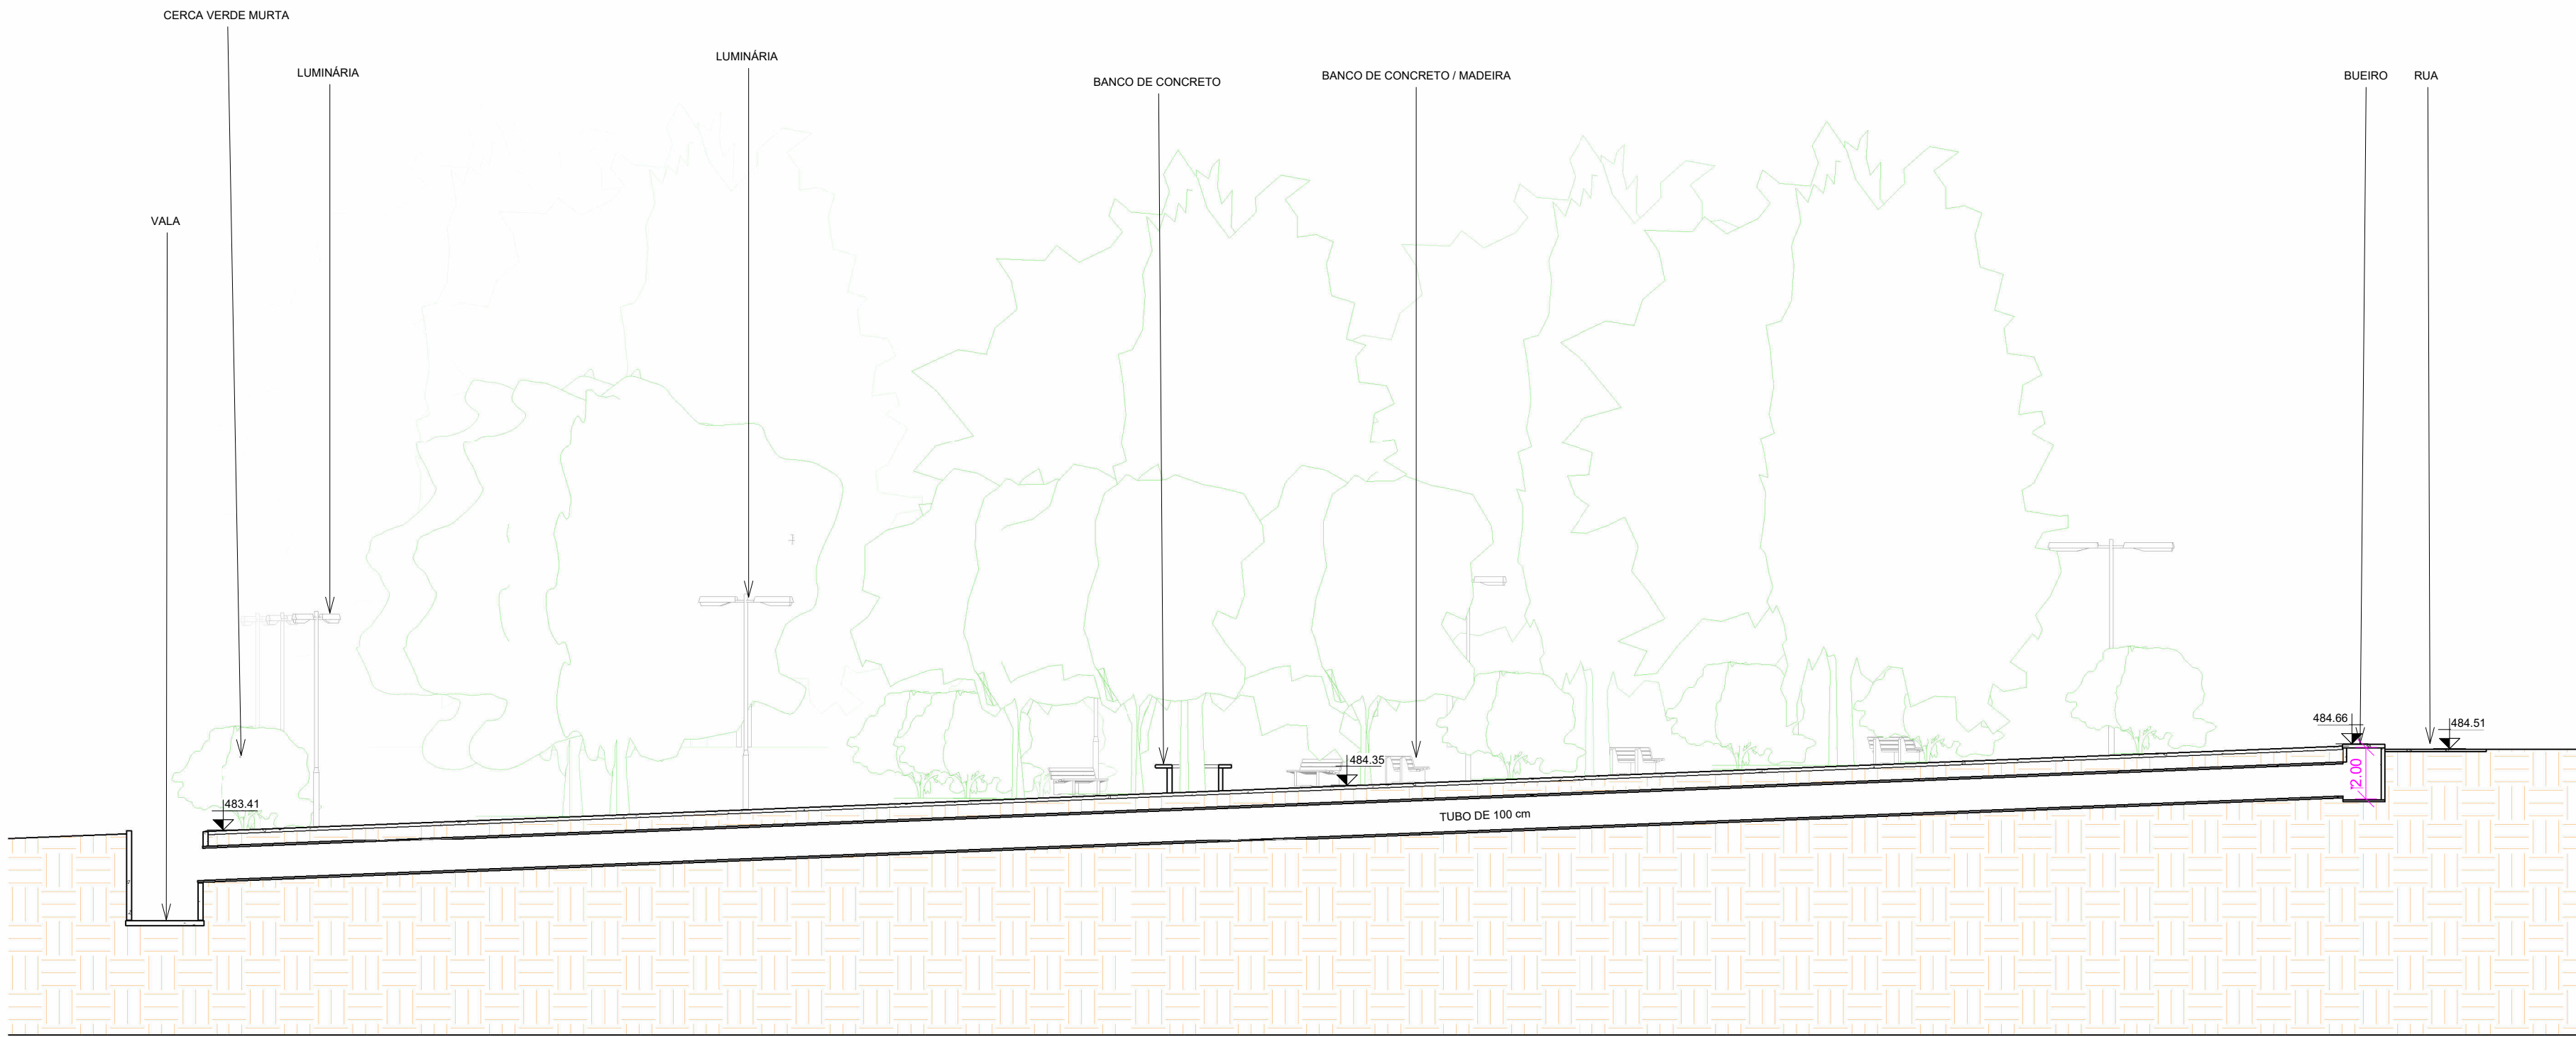 CERCA VERDE MURTA
LUMINÁRIA
LUMINÁRIA
BANCO DE CONCRETO
BANCO DE CONCRETO / MADEIRA
BUEIRO
RUA
VALA
484.66
484.51
484.35
2.00
483.41
TUBO DE 100 cm